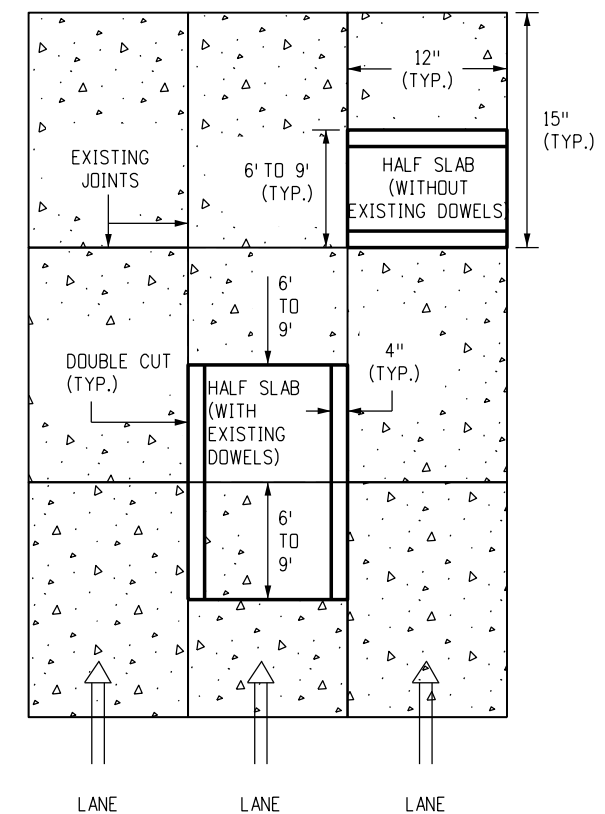 12"
(TYP.)
15"
(TYP.)
EXISTING
JOINTS
6' TO 9'
(TYP.)
HALF SLAB
(WITHOUT
EXISTING DOWELS)
6'
TO
9'
DOUBLE CUT
(TYP.)
4"
(TYP.)
HALF SLAB
(WITH
EXISTING
DOWELS)
6'
TO
9'
LANE
LANE
LANE